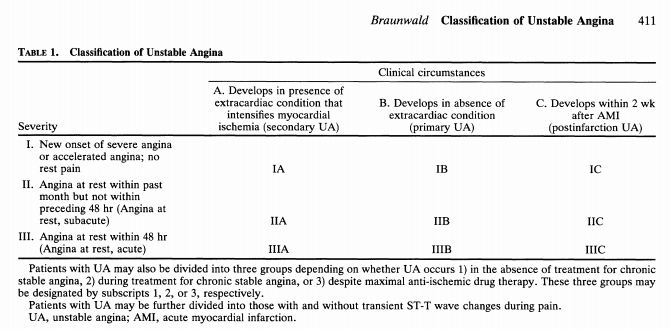 Braunwald Classification of Unstable Angina 411
TABLE 1. Classification of Unstable Angina
Clinical circumstances
Severity
A. Develops in presence of
extracardiac condition that
intensifies myocardial
ischemia (secondary UA)
B. Develops in absence of
extracardiac condition
(primary UA)
C. Develops within 2 wk
after AMI
(postinfarction UA)
I. New onset of severe angina
or accelerated angina; no
rest pain IA IB IC
II. Angina at rest within past
month but not within
preceding 48 hr (Angina at
rest, subacute) IIA IIB IIC
III. Angina at rest within 48 hr
(Angina at rest, acute) IIIA IIIB IIIC
Patients with UA may also be divided into three groups depending on whether UA occurs 1) in the absence of treatment for chronic
stable angina, 2) during treatment for chronic stable angina, or 3) despite maximal anti-ischemic drug therapy. These three groups may
be designated by subscripts 1, 2, or 3, respectively.
Patients with UA may be further divided into those with and without transient ST-T wave changes during pain.
UA, unstable angina; AMI, acute myocardial infarction.